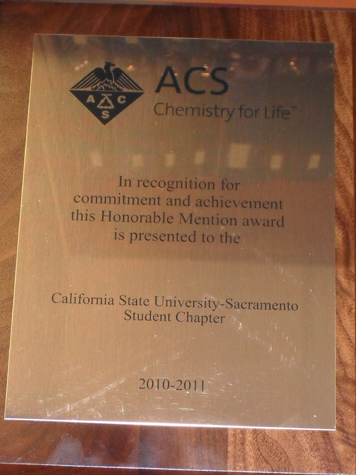 A C S
ACS
Chemistry for Life™
In recognition for
commitment and achievement
this Honorable Mention award
is presented to the
California State University-Sacramento
Student Chapter
2010-2011